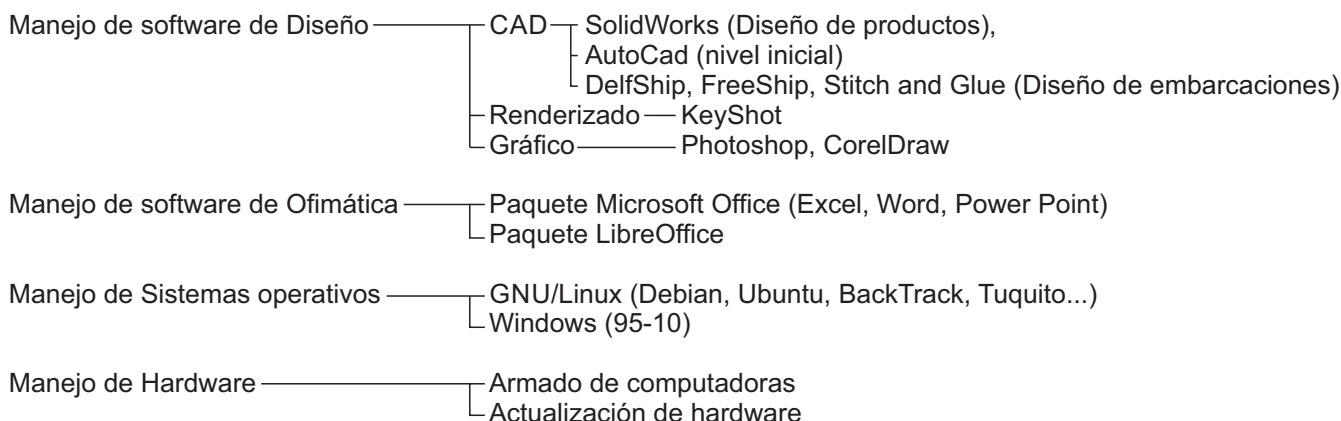 Manejo de software de Diseño CAD SolidWorks (Diseño de productos),
AutoCad (nivel inicial)
DelfShip, FreeShip, Stitch and Glue (Diseño de embarcaciones)
Renderizado KeyShot
Gráfico Photoshop, CorelDraw
Manejo de software de Ofimática Paquete Microsoft Office (Excel, Word, Power Point)
Paquete LibreOffice
Manejo de Sistemas operativos GNU/Linux (Debian, Ubuntu, BackTrack, Tuquito...)
Windows (95-10)
Manejo de Hardware Armado de computadoras
Actualización de hardware